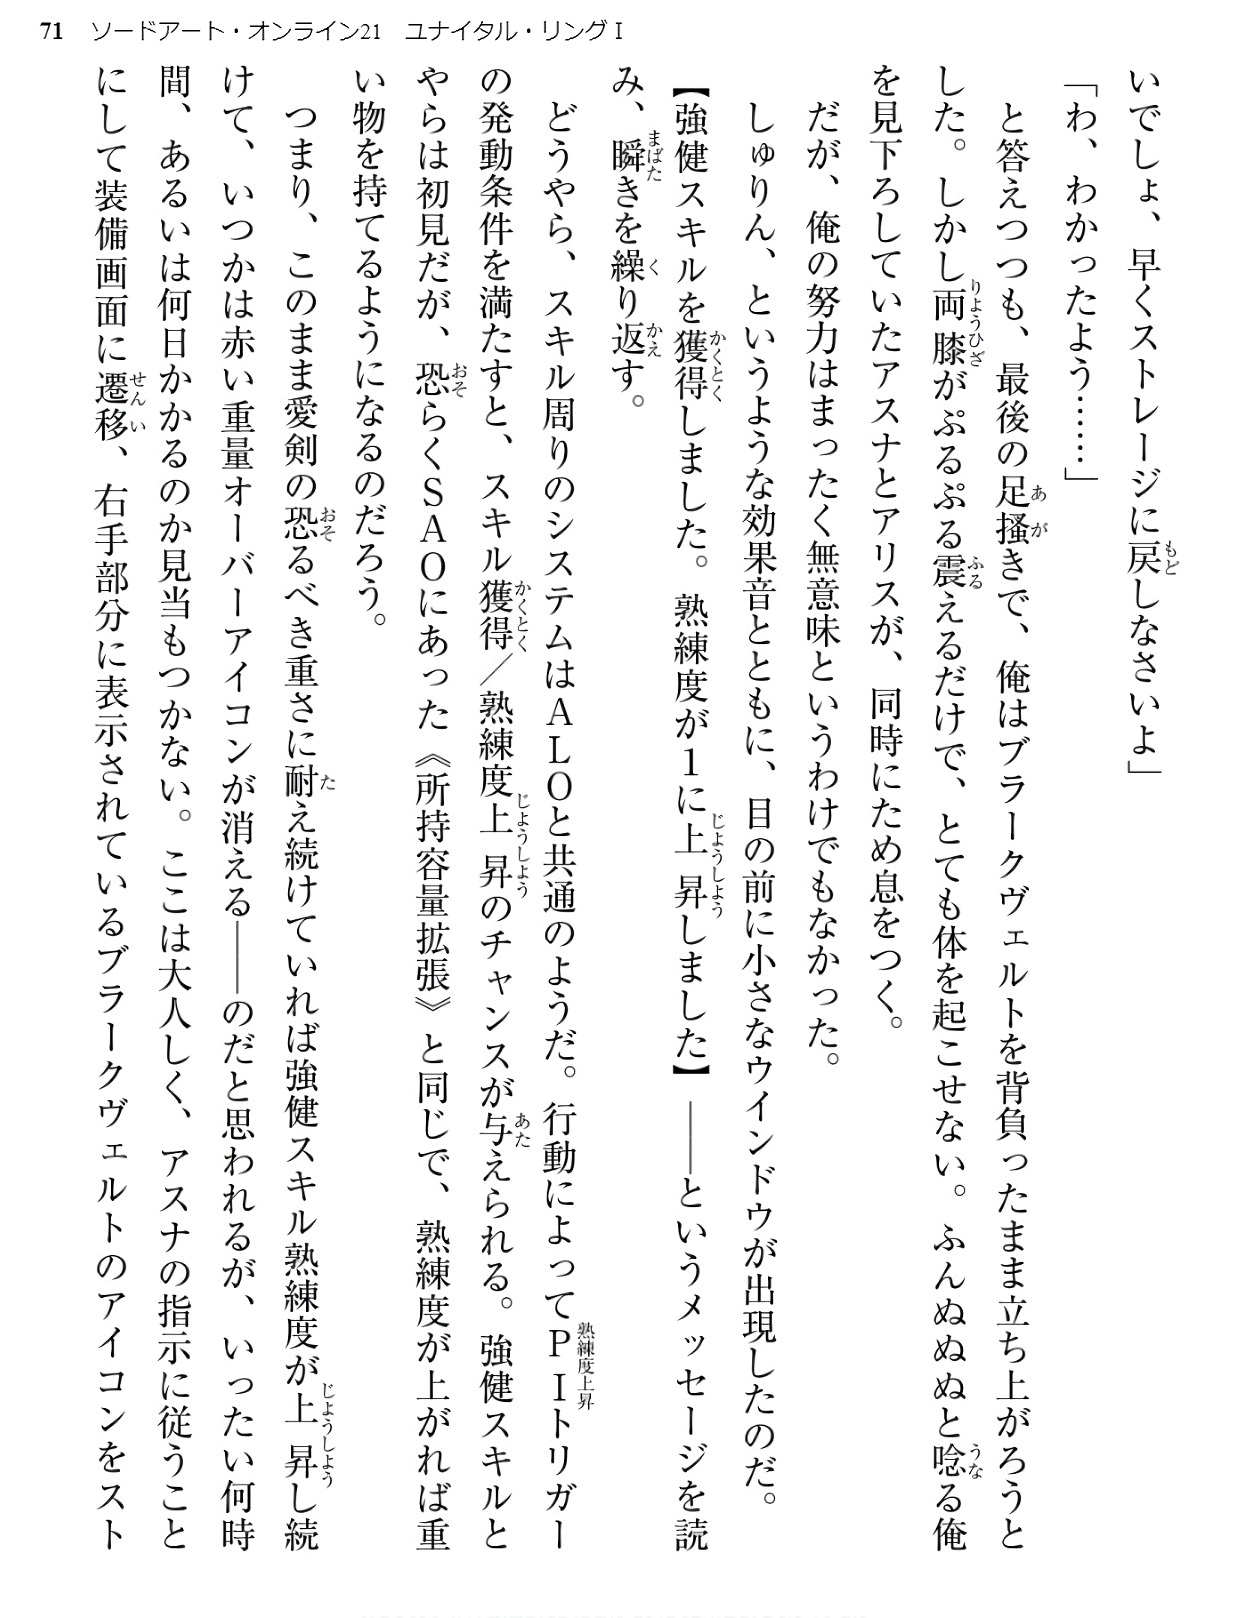 71 ソードアート・オンライン21 ユナイタル・リングⅠ
いでしょ、早くストレージに戻しなさいよ」
「わ、わかったよう……」
　と答えつつも、最後の足搔きで、俺はブラークヴェルトを背負ったまま立ち上がろうと
した。しかし両膝がぷるぷる震えるだけで、とても体を起こせない。ふんぬぬぬと唸る俺
を見下ろしていたアスナとアリスが、同時にため息をつく。
　だが、俺の努力はまったく無意味というわけでもなかった。
　しゅりん、というような効果音とともに、目の前に小さなウインドウが出現したのだ。
【強健スキルを獲得しました。熟練度が１に上昇しました】――というメッセージを読
み、瞬きを繰り返す。
　どうやら、スキル周りのシステムはＡＬＯと共通のようだ。行動によってＰＩトリガー
の発動条件を満たすと、スキル獲得／熟練度上昇のチャンスが与えられる。強健スキルと
やらは初見だが、恐らくＳＡＯにあった《所持容量拡張》と同じで、熟練度が上がれば重
い物を持てるようになるのだろう。
　つまり、このまま愛剣の恐るべき重さに耐え続けていれば強健スキル熟練度が上昇し続
けて、いつかは赤い重量オーバーアイコンが消える――のだと思われるが、いったい何時
間、あるいは何日かかるのか見当もつかない。ここは大人しく、アスナの指示に従うこと
にして装備画面に遷移、右手部分に表示されているブラークヴェルトのアイコンをスト